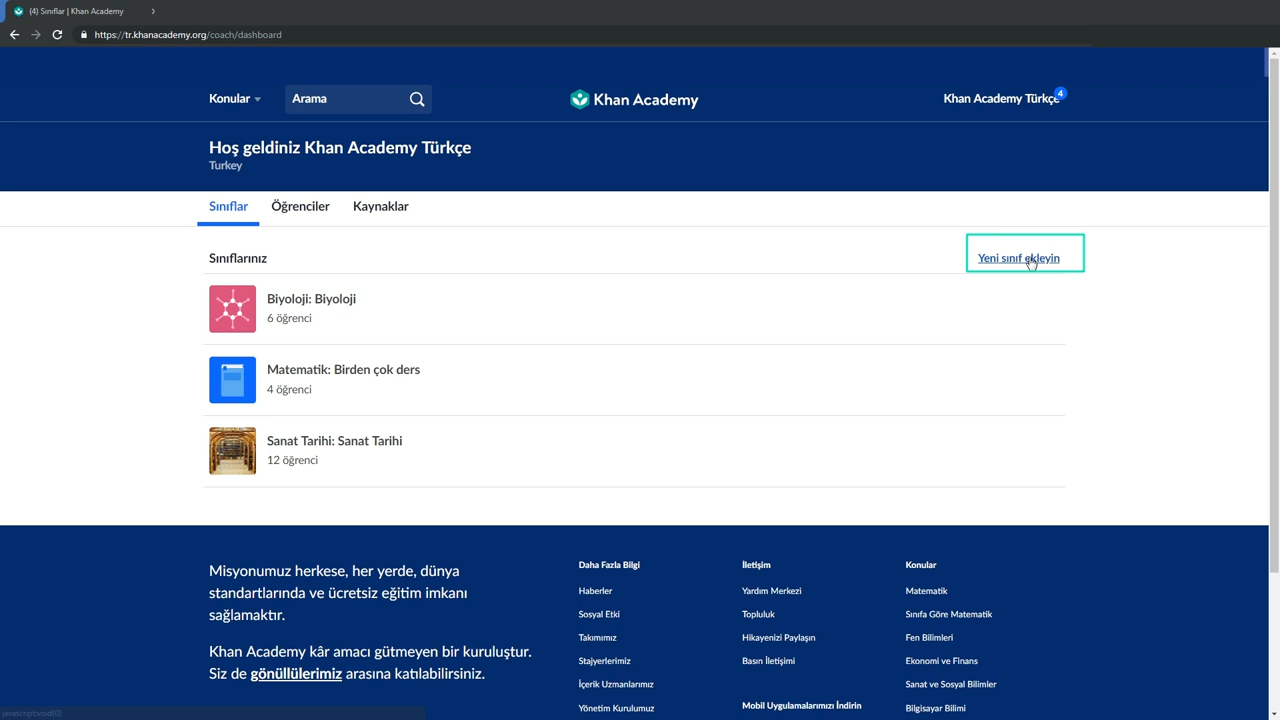 (4) Sınıflar | Khan Academy
https://tr.khanacademy.org/coach/dashboard
Konular
Arama
Khan Academy
Khan Academy Türkçe
4
Hoş geldiniz Khan Academy Türkçe
Turkey
Sınıflar
Öğrenciler
Kaynaklar
Sınıflarınız
Yeni sınıf ekleyin
Biyoloji: Biyoloji
6 öğrenci
Matematik: Birden çok ders
4 öğrenci
Sanat Tarihi: Sanat Tarihi
12 öğrenci
Misyonumuz herkese, her yerde, dünya
standartlarında ve ücretsiz eğitim imkanı
sağlamaktır.
Khan Academy kâr amacı gütmeyen bir kuruluştur.
Siz de gönüllülerimiz arasına katılabilirsiniz.
Daha Fazla Bilgi
Haberler
Sosyal Etki
Takımımız
Stajyerlerimiz
İçerik Uzmanlarımız
Yönetim Kurulumuz
İletişim
Yardım Merkezi
Topluluk
Hikayenizi Paylaşın
Basın İletişimi
Mobil Uygulamalarımızı İndirin
Konular
Matematik
Sınıfa Göre Matematik
Fen Bilimleri
Ekonomi ve Finans
Sanat ve Sosyal Bilimler
Bilgisayar Bilimi
javascript:void(0)